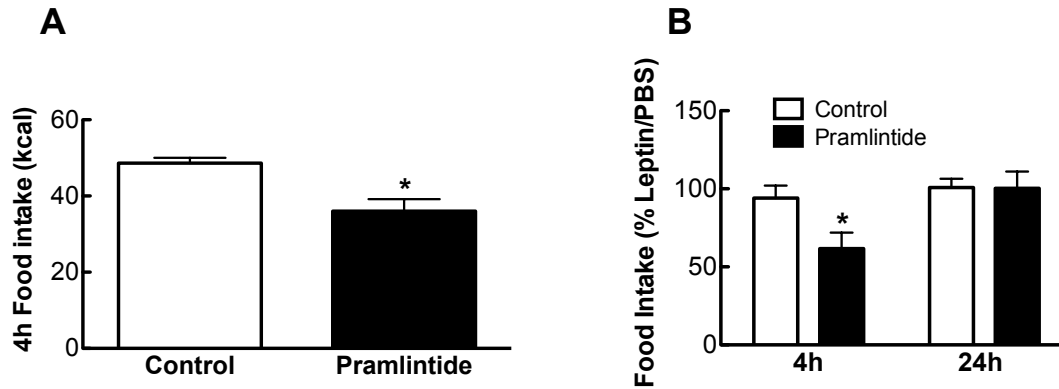 A
4h Food intake (kcal)
60
40
20
0
*
Control
Pramlintide
B
Food Intake (% Leptin/PBS)
150
100
50
0
Control
Pramlintide
*
4h
24h